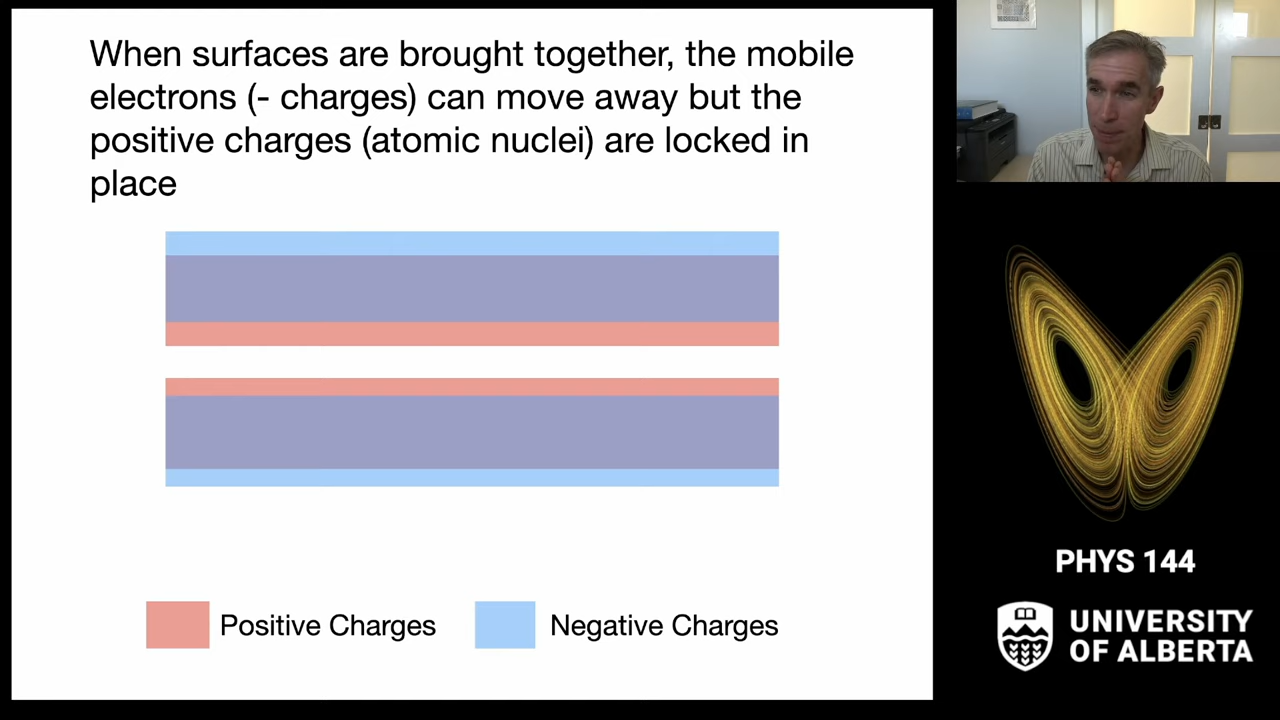 When surfaces are brought together, the mobile
electrons (- charges) can move away but the
positive charges (atomic nuclei) are locked in
place
Positive Charges
Negative Charges
PHYS 144
UNIVERSITY
OF ALBERTA